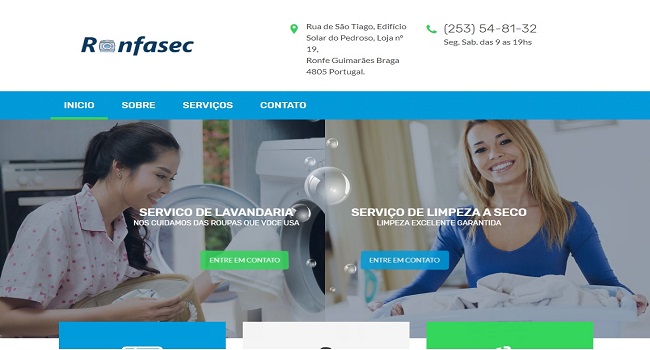 Ronfasec
Rua de São Tiago, Edifício
Solar do Pedroso, Loja nº
19,
Ronfe Guimarães Braga
4805 Portugal.
(253) 54-81-32
Seg. Sab. das 9 as 19hs
INICIO SOBRE SERVIÇOS CONTATO
SERVICO DE LAVANDARIA
NOS CUIDAMOS DAS ROUPAS QUE VOCE USA
ENTRE EM CONTATO
SERVIÇO DE LIMPEZA A SECO
LIMPEZA EXCELENTE GARANTIDA
ENTRE EM CONTATO